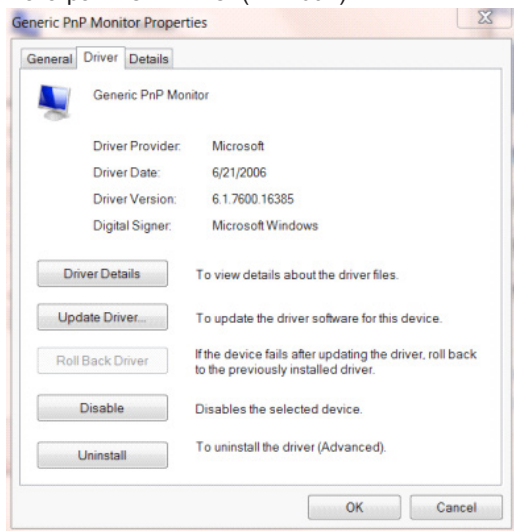 Generic PnP Monitor Properties
General Driver Details
Generic PnP Monitor
Driver Provider: Microsoft
Driver Date: 6/21/2006
Driver Version: 6.1.7600.16385
Digital Signer: Microsoft Windows
Driver Details To view details about the driver files.
Update Driver... To update the driver software for this device.
Roll Back Driver If the device fails after updating the driver, roll back
to the previously installed driver.
Disable Disables the selected device.
Uninstall To uninstall the driver (Advanced).
OK Cancel